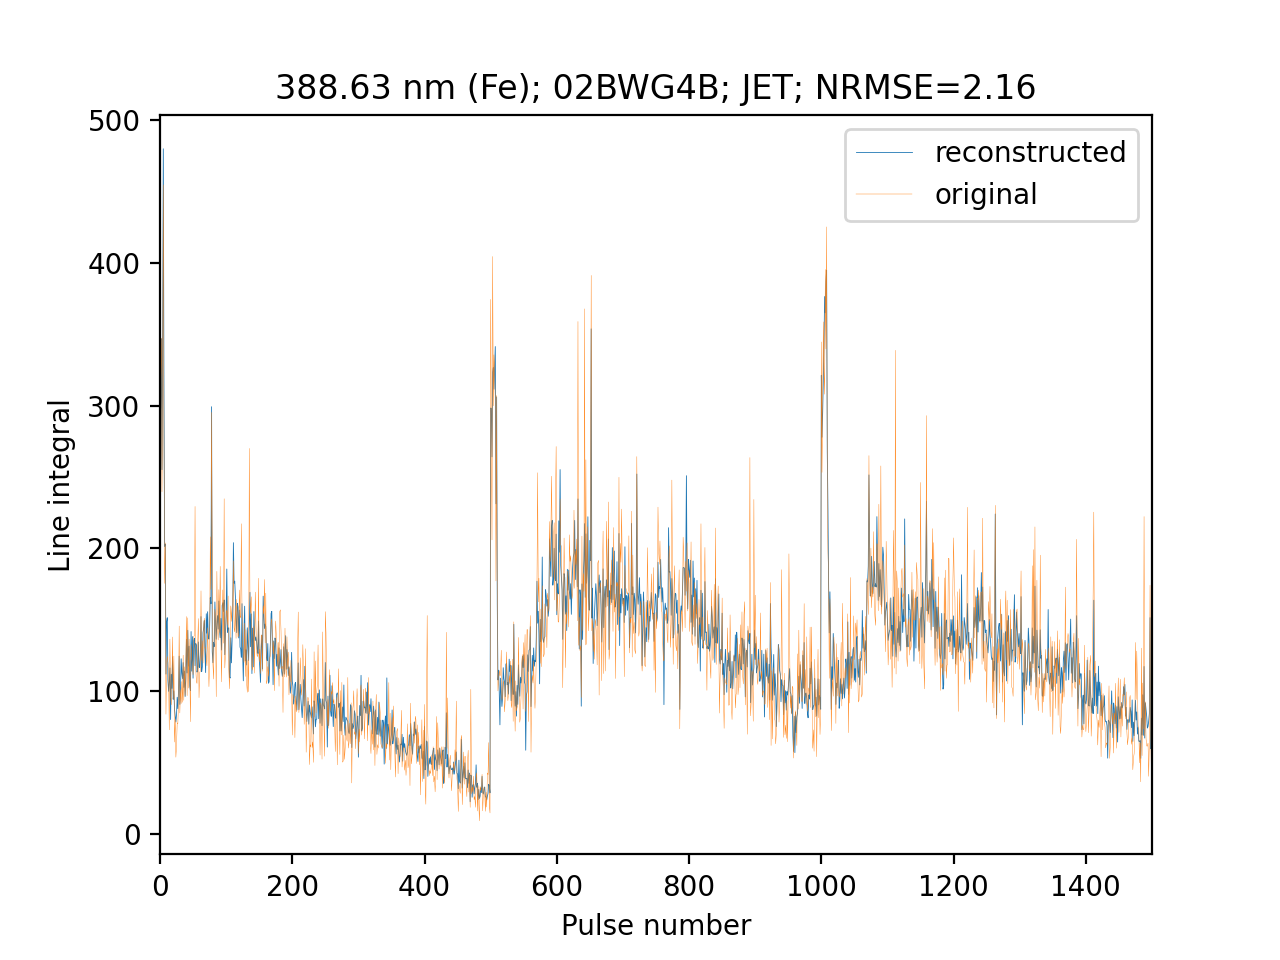 388.63 nm (Fe); 02BWG4B; JET; NRMSE=2.16
500
400
300
200
100
0
Line integral
reconstructed
original
0 200 400 600 800 1000 1200 1400
Pulse number